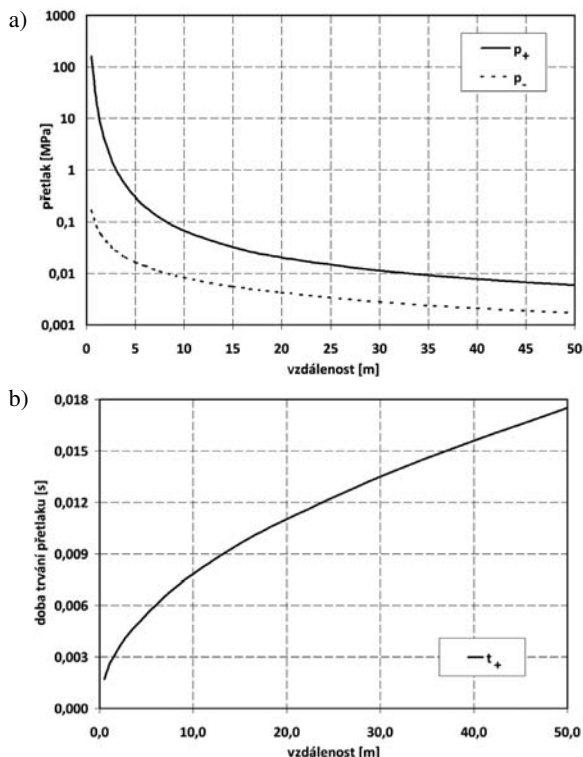 a)
přetlak [MPa]
1000
100
10
1
0,1
0,01
0,001
p+
p-
0 5 10 15 20 25 30 35 40 45 50
vzdálenost [m]
b)
doba trvání přetlaku [s]
0,018
0,015
0,012
0,009
0,006
0,003
0,000
t+
0,0 10,0 20,0 30,0 40,0 50,0
vzdálenost [m]